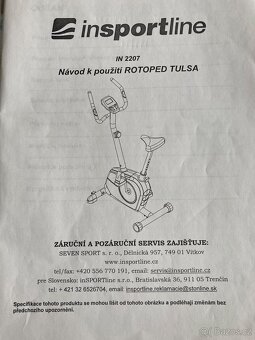 insportline
IN 2207
Návod k použití ROTOPED TULSA
ZÁRUČNÍ A POZÁRUČNÍ SERVIS ZAJIŠŤUJE:
SEVEN SPORT s. r. o., Dělnická 957, 749 01 Vítkov
www.insportline.cz
tel/fax: +420 556 770 191, email: servis@insportline.cz
pre Slovensko: inSPORTline s.r.o., Bratislavská 36, 911 05 Trenčín
tel: + 421 32 6526704, email: insportline.reklamacie@stonline.sk
Specifikace tohoto produktu se mohou lišit od tohoto obrázku a podléhají změnám bez
předchozího upozornění.